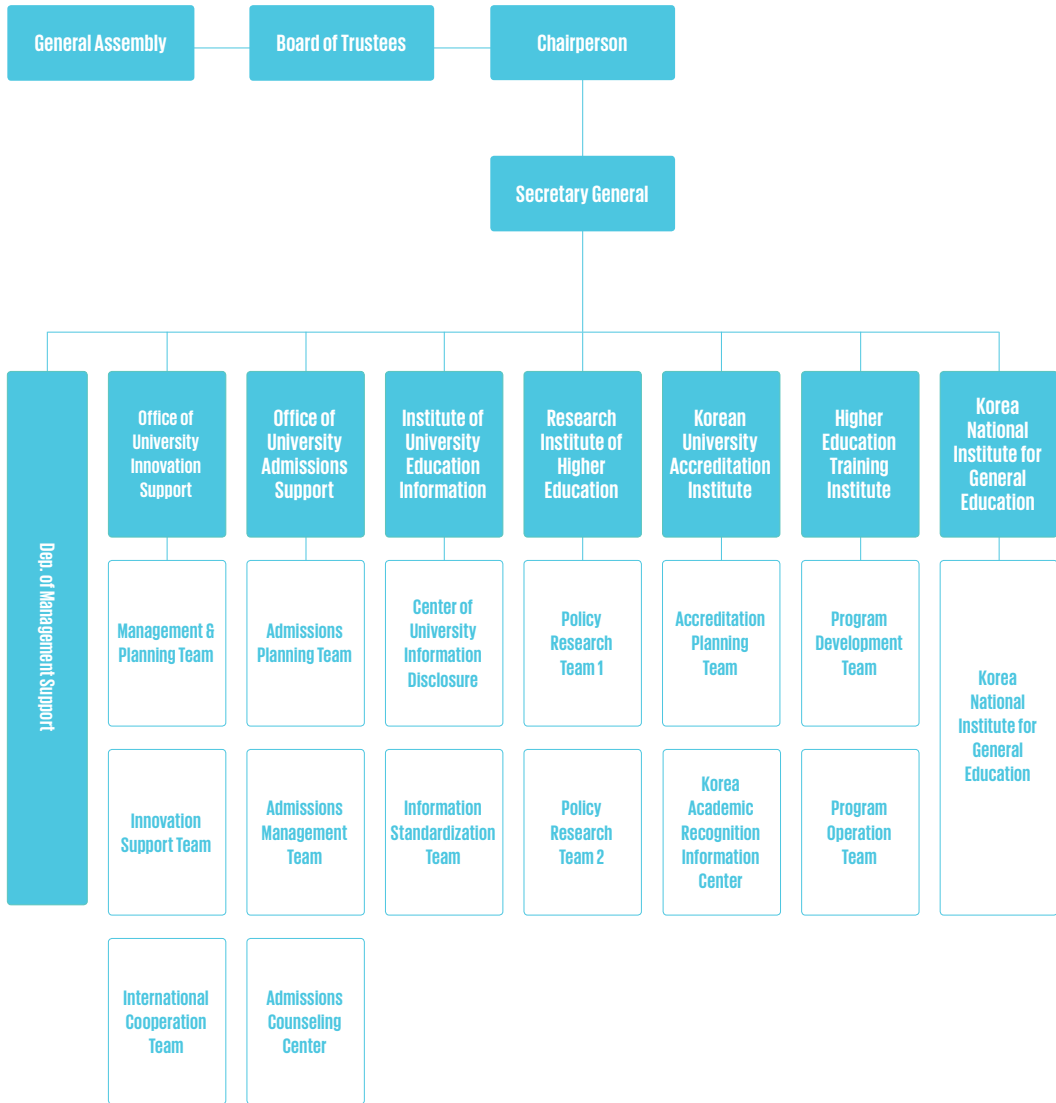 General Assembly
Board of Trustees
Chairperson
Secretary General
Dep. of Management Support
Office of
University
Innovation
Support
Office of
University
Admissions
Support
Institute of
University
Education
Information
Research
Institute of
Higher
Education
Korean
University
Accreditation
Institute
Higher
Education
Training
Institute
Korea
National
Institute for
General
Education
Management &
Planning Team
Admissions
Planning Team
Center of
University
Information
Disclosure
Policy
Research
Team 1
Accreditation
Planning
Team
Program
Development
Team
Korea
National
Institute for
General
Education
Innovation
Support Team
Admissions
Management
Team
Information
Standardization
Team
Policy
Research
Team 2
Korea
Academic
Recognition
Information
Center
Program
Operation
Team
International
Cooperation
Team
Admissions
Counseling
Center